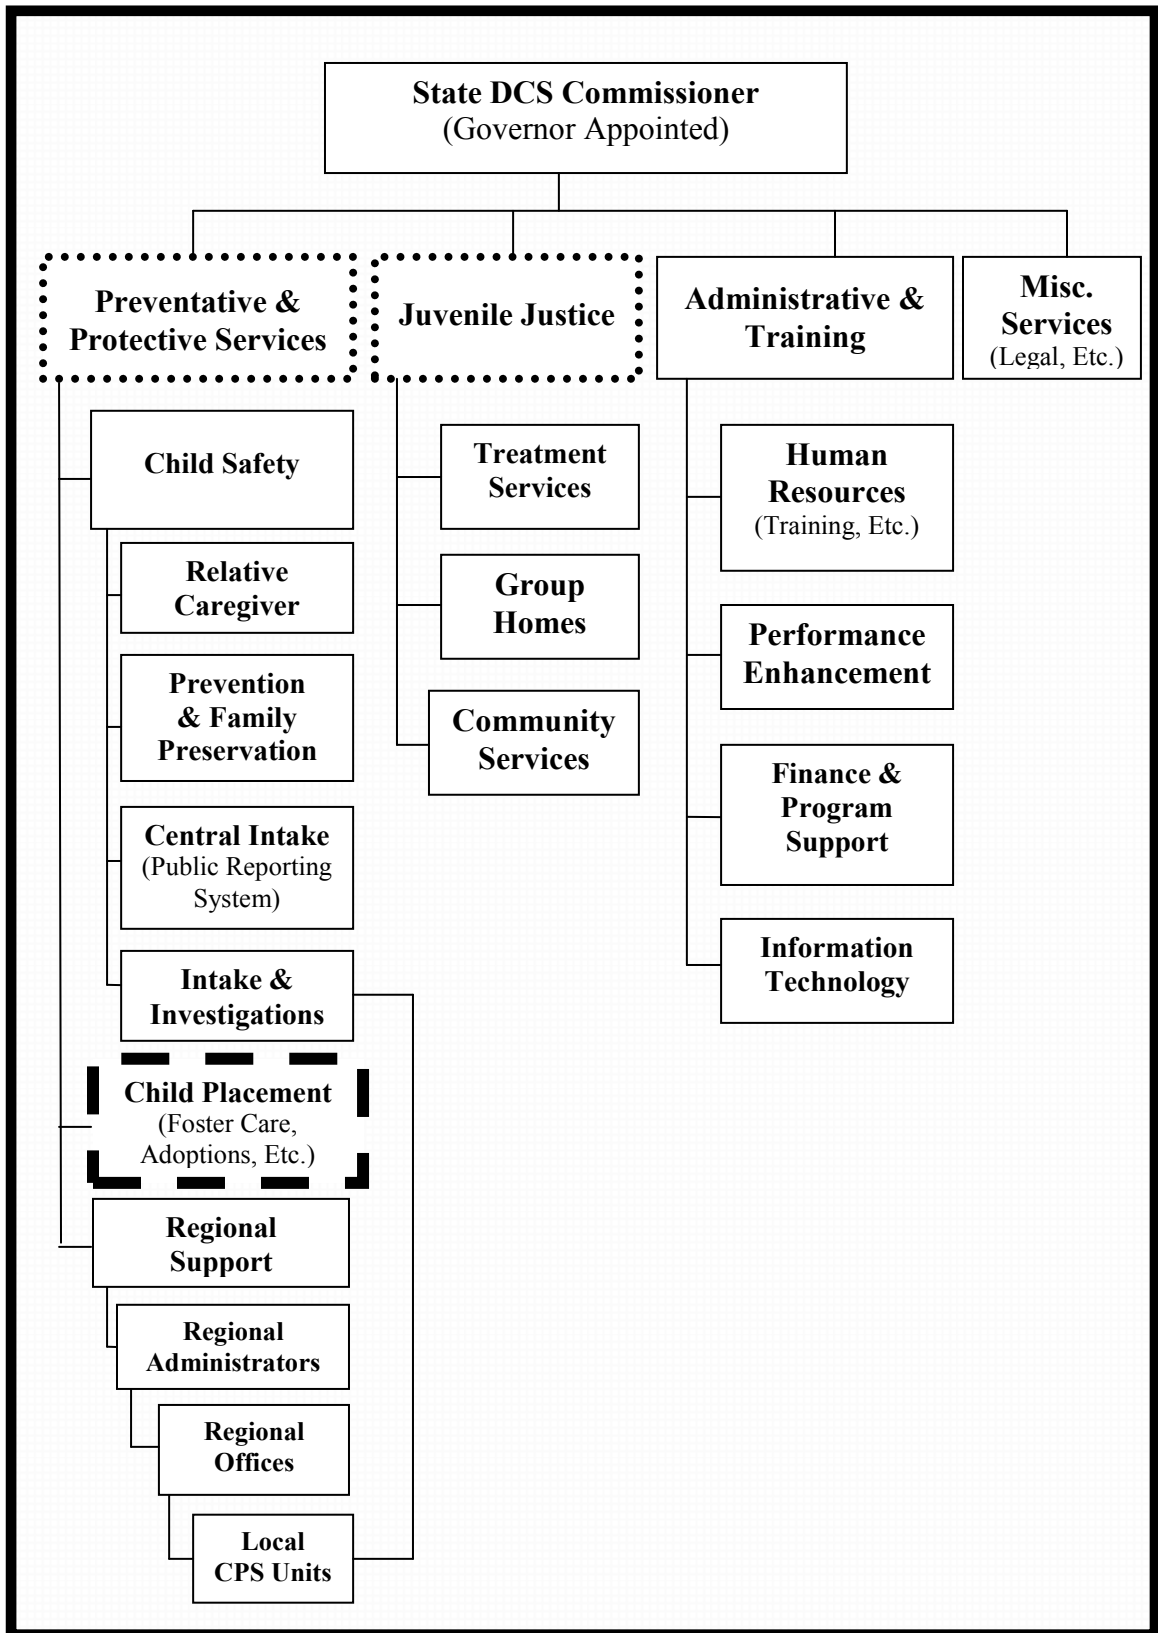 State DCS Commissioner
(Governor Appointed)
Preventative &
Protective Services
Juvenile Justice
Administrative &
Training
Misc.
Services
(Legal, Etc.)
Child Safety
Relative
Caregiver
Prevention
& Family
Preservation
Central Intake
(Public Reporting
System)
Intake &
Investigations
Child Placement
(Foster Care,
Adoptions, Etc.)
Regional
Support
Regional
Administrators
Regional
Offices
Local
CPS Units
Treatment
Services
Group
Homes
Community
Services
Human
Resources
(Training, Etc.)
Performance
Enhancement
Finance &
Program
Support
Information
Technology